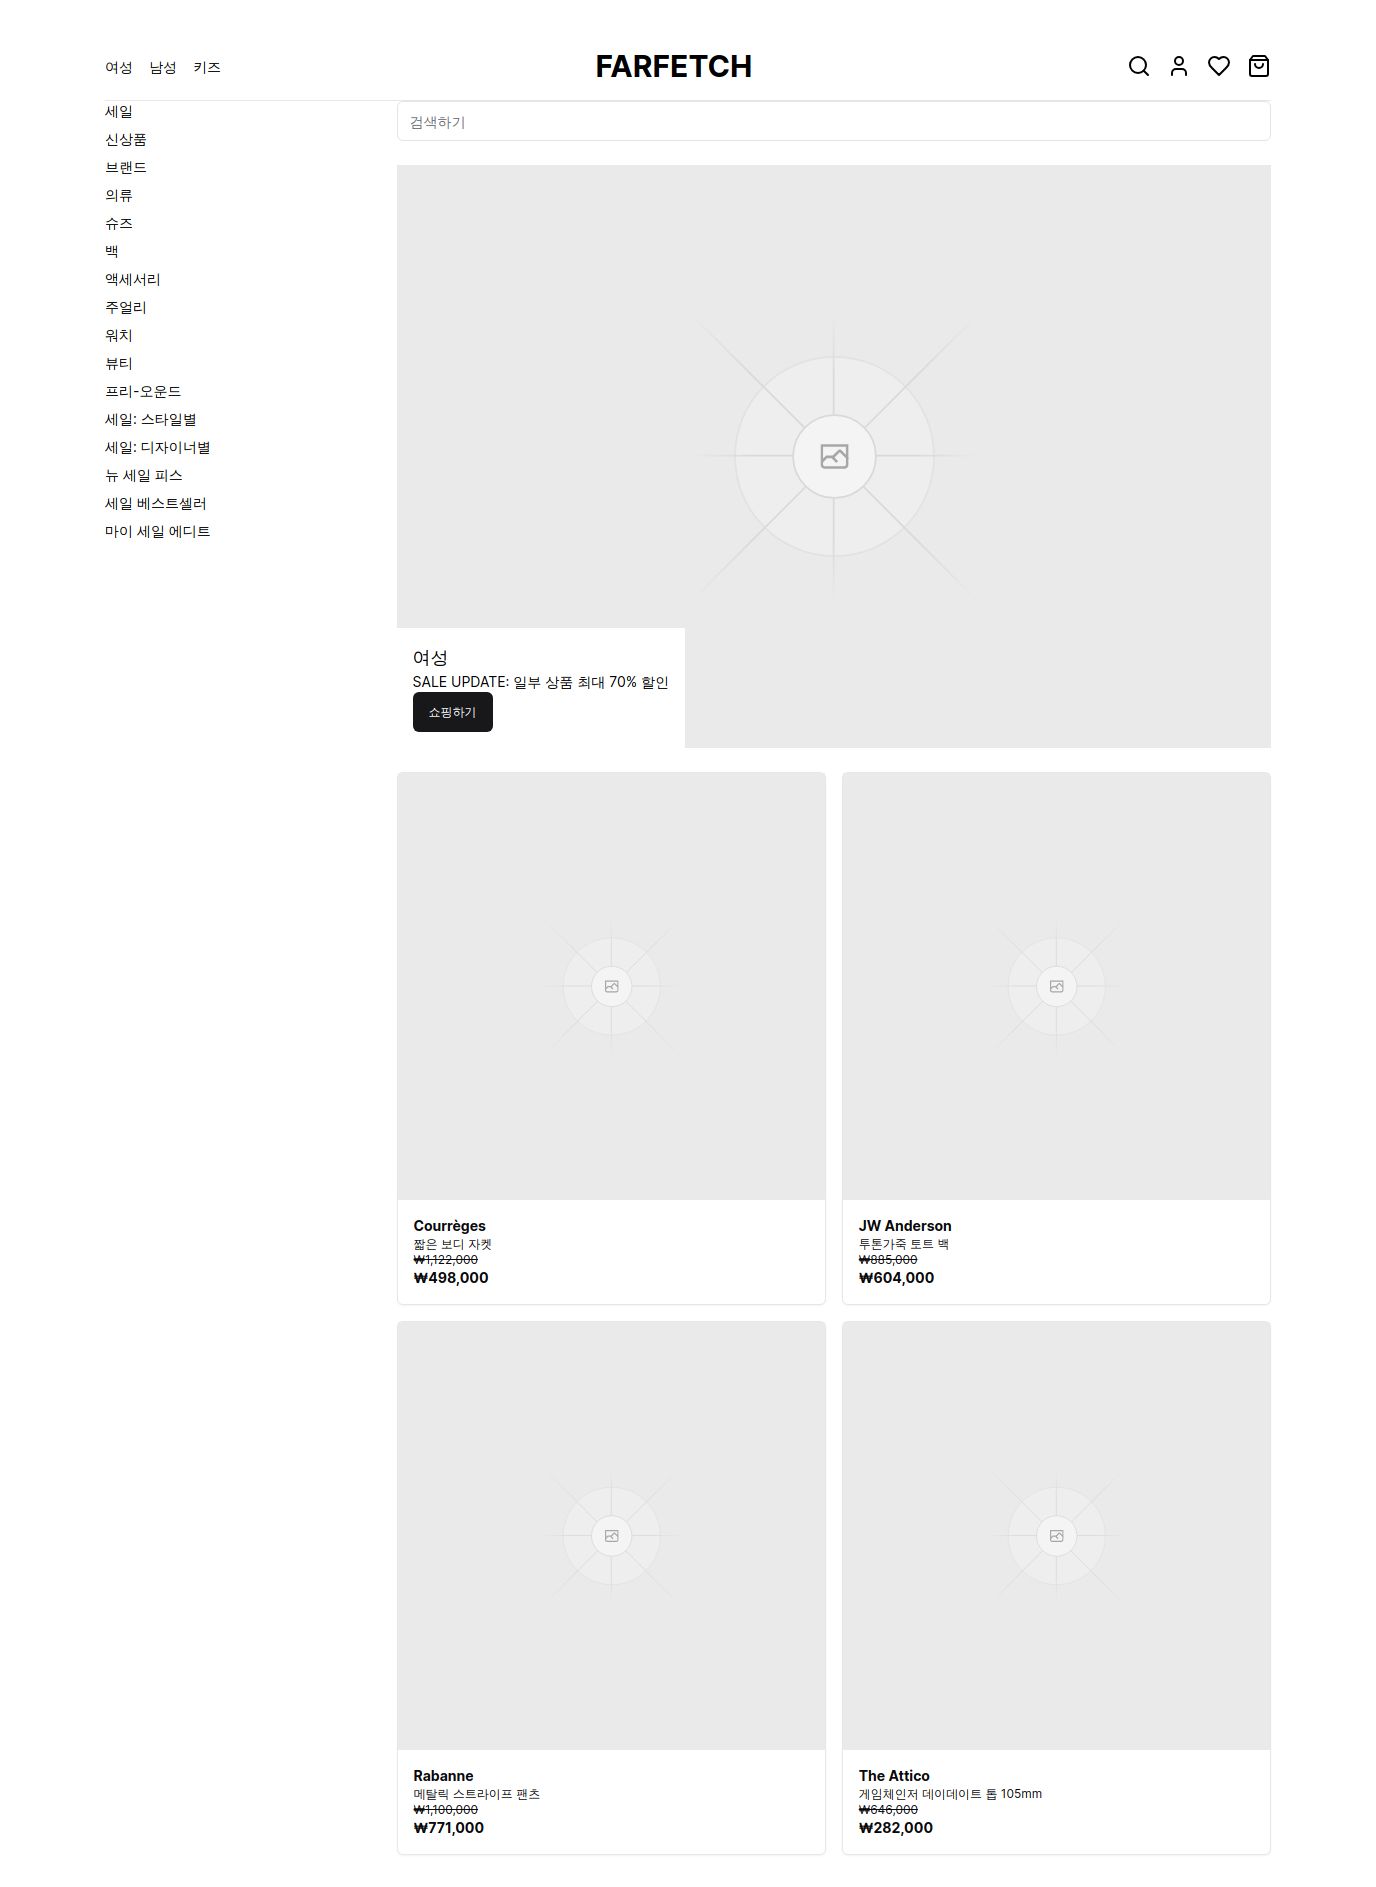 여성 남성 키즈
FARFETCH
세일
신상품
브랜드
의류
슈즈
백
액세서리
주얼리
워치
뷰티
프리-오운드
세일: 스타일별
세일: 디자이너별
뉴 세일 피스
세일 베스트셀러
마이 세일 에디트
검색하기
여성
SALE UPDATE: 일부 상품 최대 70% 할인
쇼핑하기
Courrèges
짧은 보디 자켓
₩1,122,000
₩498,000
JW Anderson
투톤가죽 토트 백
₩885,000
₩604,000
Rabanne
메탈릭 스트라이프 팬츠
₩1,100,000
₩771,000
The Attico
게임체인저 데이데이트 톱 105mm
₩646,000
₩282,000